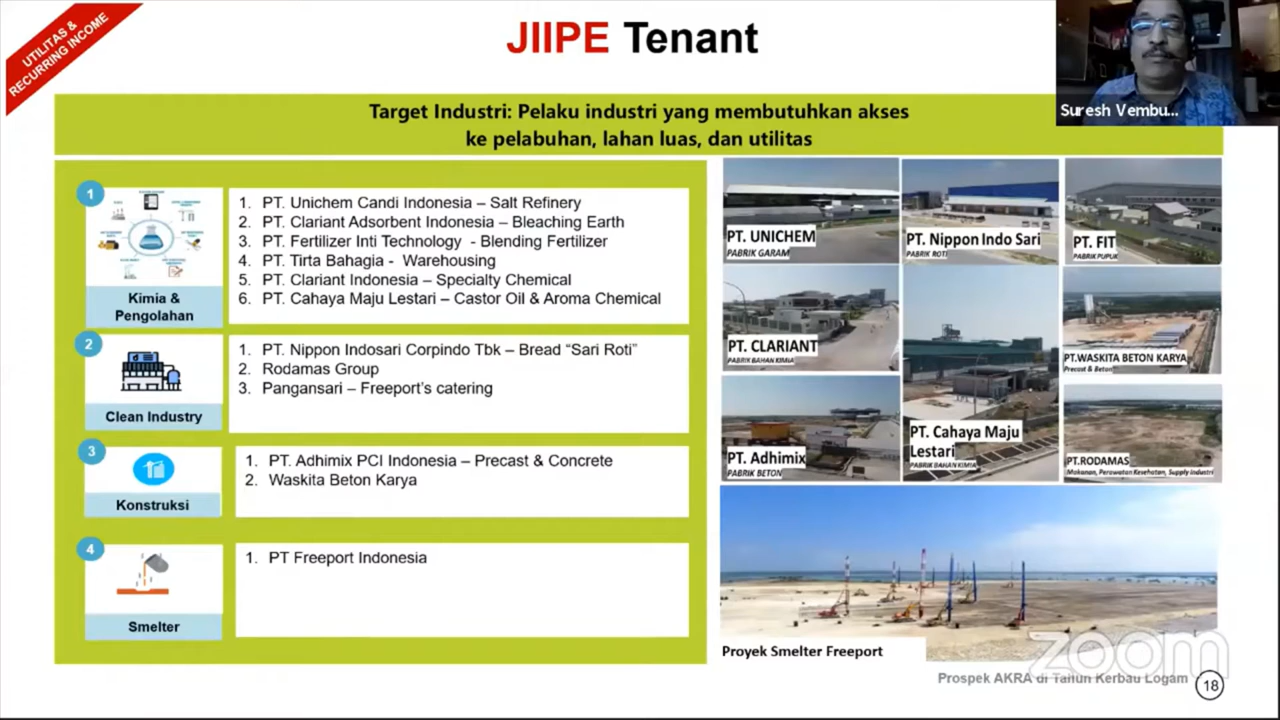 UTILITAS &
RECURRING INCOME
JIIPE Tenant
Suresh Vembu...
Target Industri: Pelaku industri yang membutuhkan akses
ke pelabuhan, lahan luas, dan utilitas
1
Kimia &
Pengolahan
1. PT. Unichem Candi Indonesia – Salt Refinery
2. PT. Clariant Adsorbent Indonesia – Bleaching Earth
3. PT. Fertilizer Inti Technology - Blending Fertilizer
4. PT. Tirta Bahagia - Warehousing
5. PT. Clariant Indonesia – Specialty Chemical
6. PT. Cahaya Maju Lestari – Castor Oil & Aroma Chemical
2
Clean Industry
1. PT. Nippon Indosari Corpindo Tbk – Bread “Sari Roti”
2. Rodamas Group
3. Pangansari – Freeport’s catering
3
Konstruksi
1. PT. Adhimix PCI Indonesia – Precast & Concrete
2. Waskita Beton Karya
4
Smelter
1. PT Freeport Indonesia
PT. UNICHEM
PABRIK GARAM
PT. Nippon Indo Sari
PABRIK ROTI
PT. FIT
PABRIK PUPUK
PT. CLARIANT
PABRIK BAHAN KIMIA
PT. Cahaya Maju
Lestari
PABRIK BAHAN KIMIA
PT.WASKITA BETON KARYA
Precast & Beton
PT. Adhimix
PABRIK BETON
PT.RODAMAS
Makanan, Perawatan Kesehatan, Supply Industri
Proyek Smelter Freeport
zoom
Prospek AKRA di Tahun Kerbau Logam
18